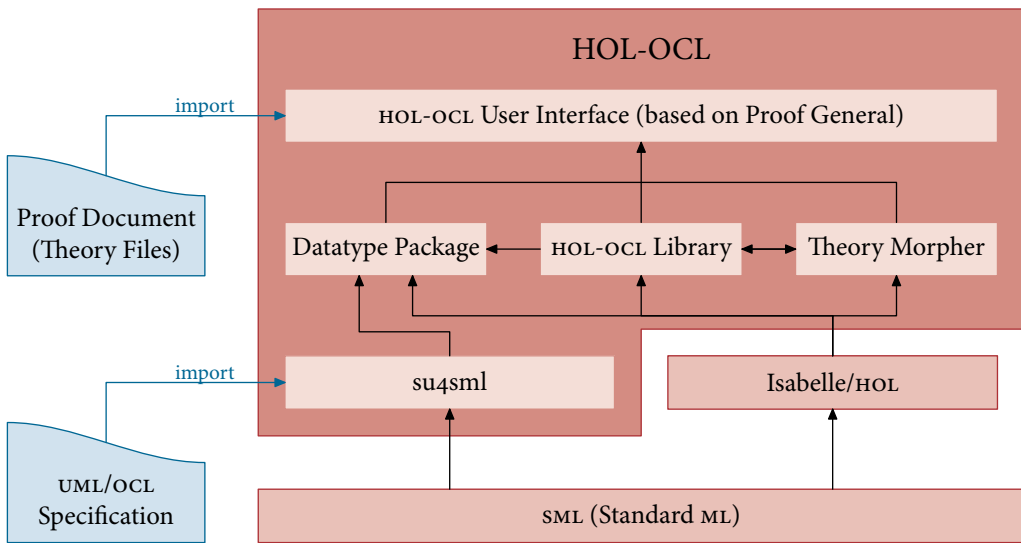 HOL-OCL
import
HOL-OCL User Interface (based on Proof General)
Proof Document
(Theory Files)
Datatype Package
HOL-OCL Library
Theory Morpher
import
su4sml
Isabelle/HOL
UML/OCL
Specification
SML (Standard ML)